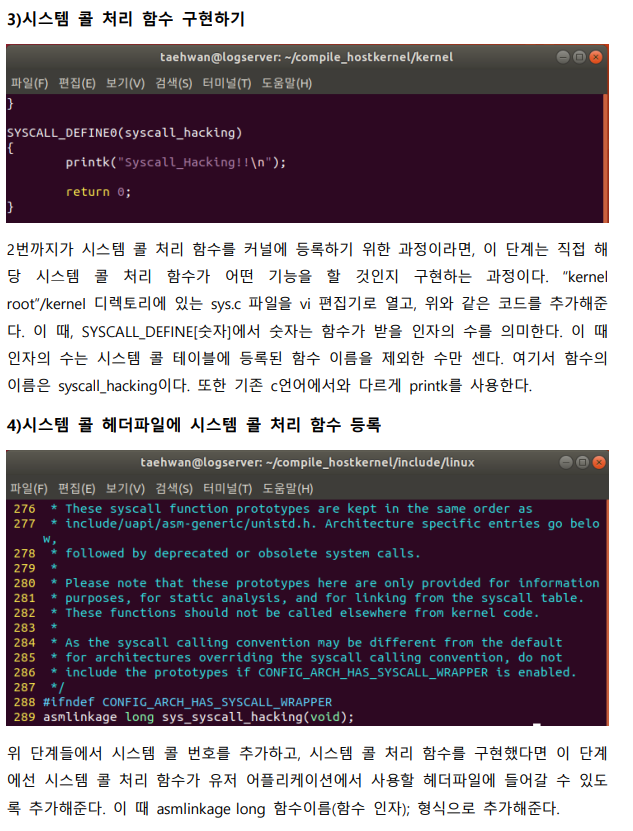 3)시스템 콜 처리 함수 구현하기
taehwan@logserver: ~/compile_hostkernel/kernel
파일(F) 편집(E) 보기(V) 검색(S) 터미널(T) 도움말(H)
}
SYSCALL_DEFINE0(syscall_hacking)
{
printk("Syscall_Hacking!!\n");
return 0;
}
2번까지가 시스템 콜 처리 함수를 커널에 등록하기 위한 과정이라면, 이 단계는 직접 해
당 시스템 콜 처리 함수가 어떤 기능을 할 것인지 구현하는 과정이다. “kernel
root”/kernel 디렉토리에 있는 sys.c 파일을 vi 편집기로 열고, 위와 같은 코드를 추가해준
다. 이 때, SYSCALL_DEFINE[숫자]에서 숫자는 함수가 받을 인자의 수를 의미한다. 이 때
인자의 수는 시스템 콜 테이블에 등록된 함수 이름을 제외한 수만 센다. 여기서 함수의
이름은 syscall_hacking이다. 또한 기존 c언어에서와 다르게 printk를 사용한다.
4)시스템 콜 헤더파일에 시스템 콜 처리 함수 등록
taehwan@logserver: ~/compile_hostkernel/include/linux
파일(F) 편집(E) 보기(V) 검색(S) 터미널(T) 도움말(H)
276 * These syscall function prototypes are kept in the same order as
277 * include/uapi/asm-generic/unistd.h. Architecture specific entries go belo
w,
278 * followed by deprecated or obsolete system calls.
279 *
280 * Please note that these prototypes here are only provided for information
281 * purposes, for static analysis, and for linking from the syscall table.
282 * These functions should not be called elsewhere from kernel code.
283 *
284 * As the syscall calling convention may be different from the default
285 * for architectures overriding the syscall calling convention, do not
286 * include the prototypes if CONFIG_ARCH_HAS_SYSCALL_WRAPPER is enabled.
287 */
288 #ifndef CONFIG_ARCH_HAS_SYSCALL_WRAPPER
289 asmlinkage long sys_syscall_hacking(void);
위 단계들에서 시스템 콜 번호를 추가하고, 시스템 콜 처리 함수를 구현했다면 이 단계
에선 시스템 콜 처리 함수가 유저 어플리케이션에서 사용할 헤더파일에 들어갈 수 있도
록 추가해준다. 이 때 asmlinkage long 함수이름(함수 인자); 형식으로 추가해준다.